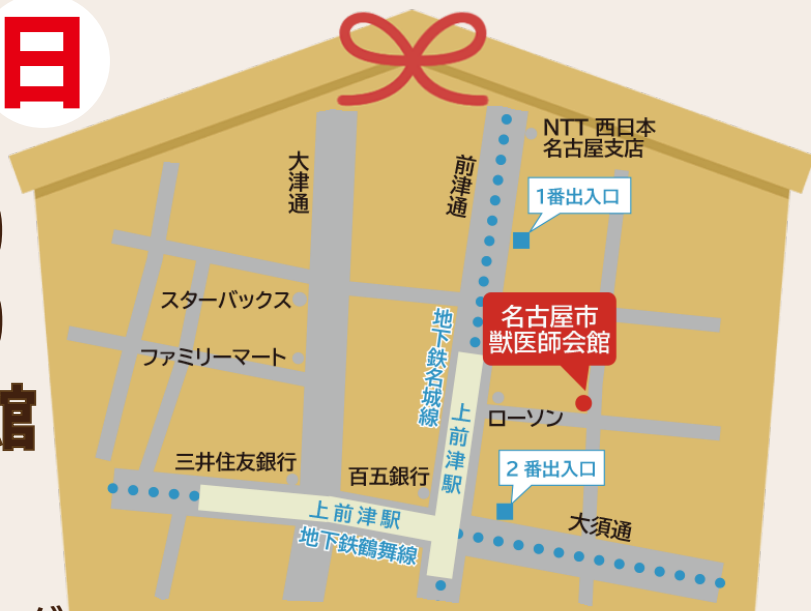 日
館
NTT 西日本
名古屋支店
大津通
前津通
1番出入口
スターバックス
ファミリーマート
地下鉄名城線
名古屋市
獣医師会館
ローソン
上前津駅
三井住友銀行
百五銀行
2 番出入口
上前津駅
地下鉄鶴舞線
大須通